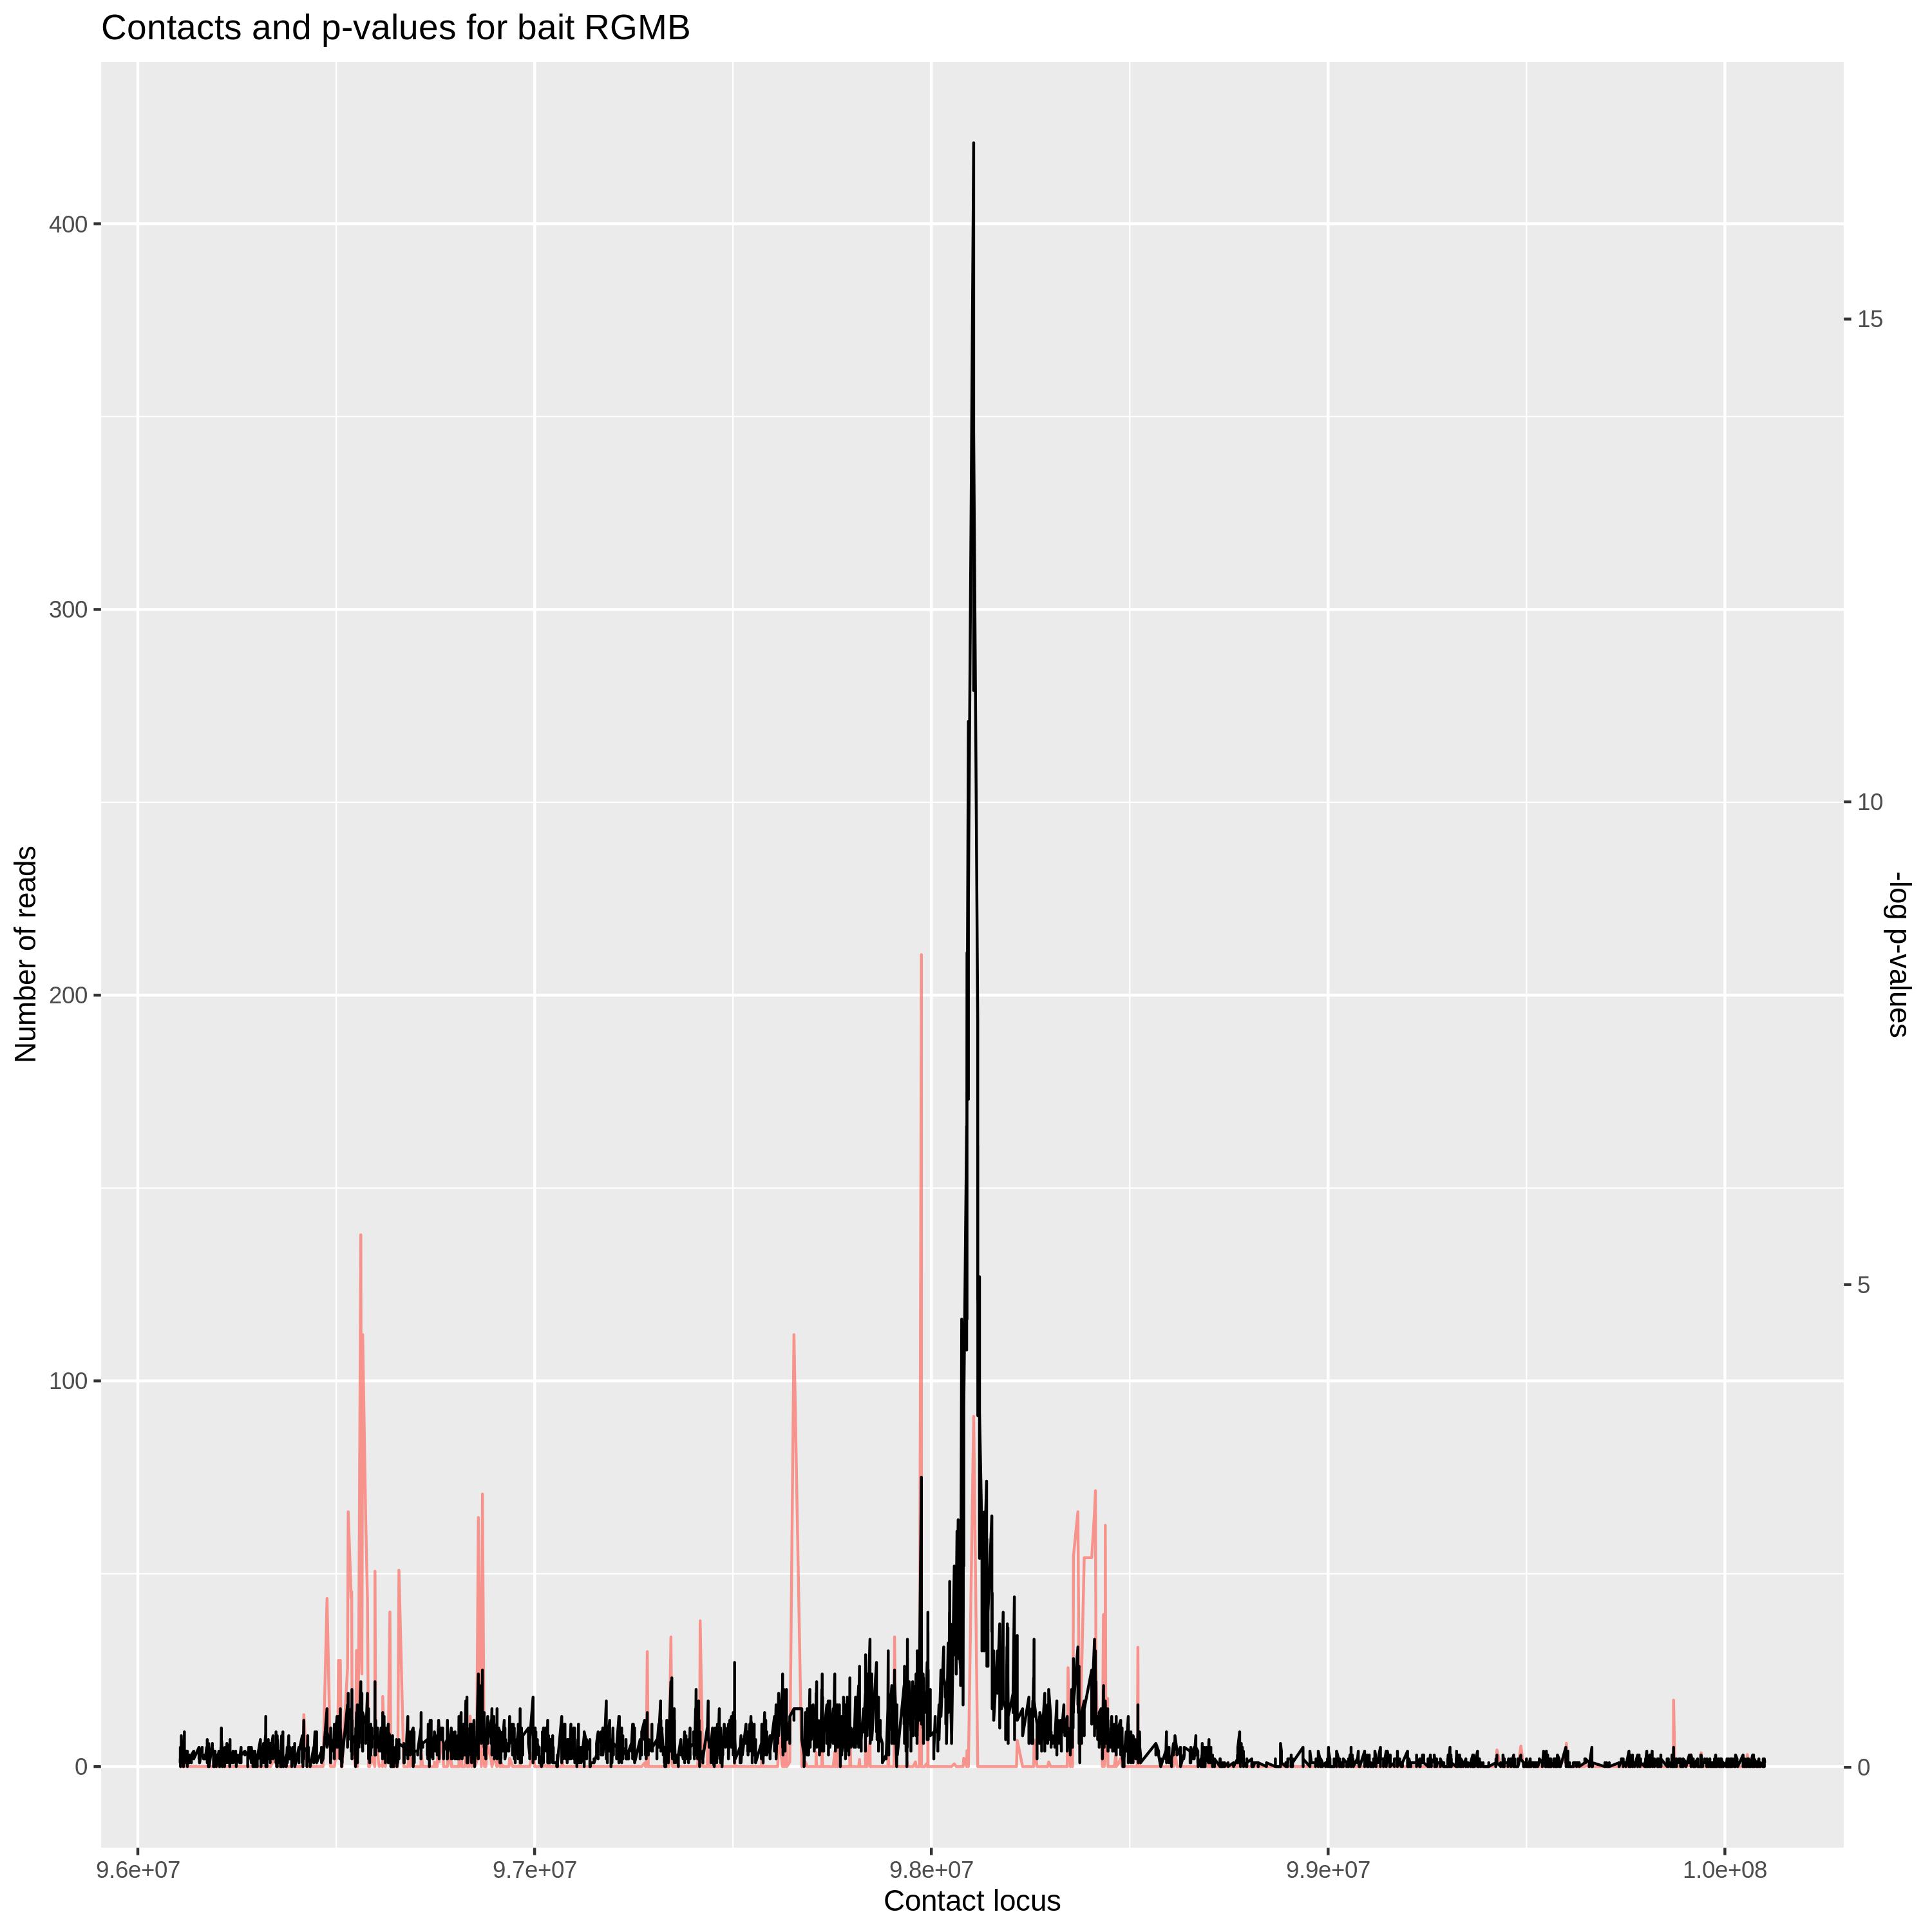 Contacts and p-values for bait RGMB
400
300
200
100
0
Number of reads
15
10
5
0
-log p-values
9.6e+07 9.7e+07 9.8e+07 9.9e+07 1.0e+08
Contact locus